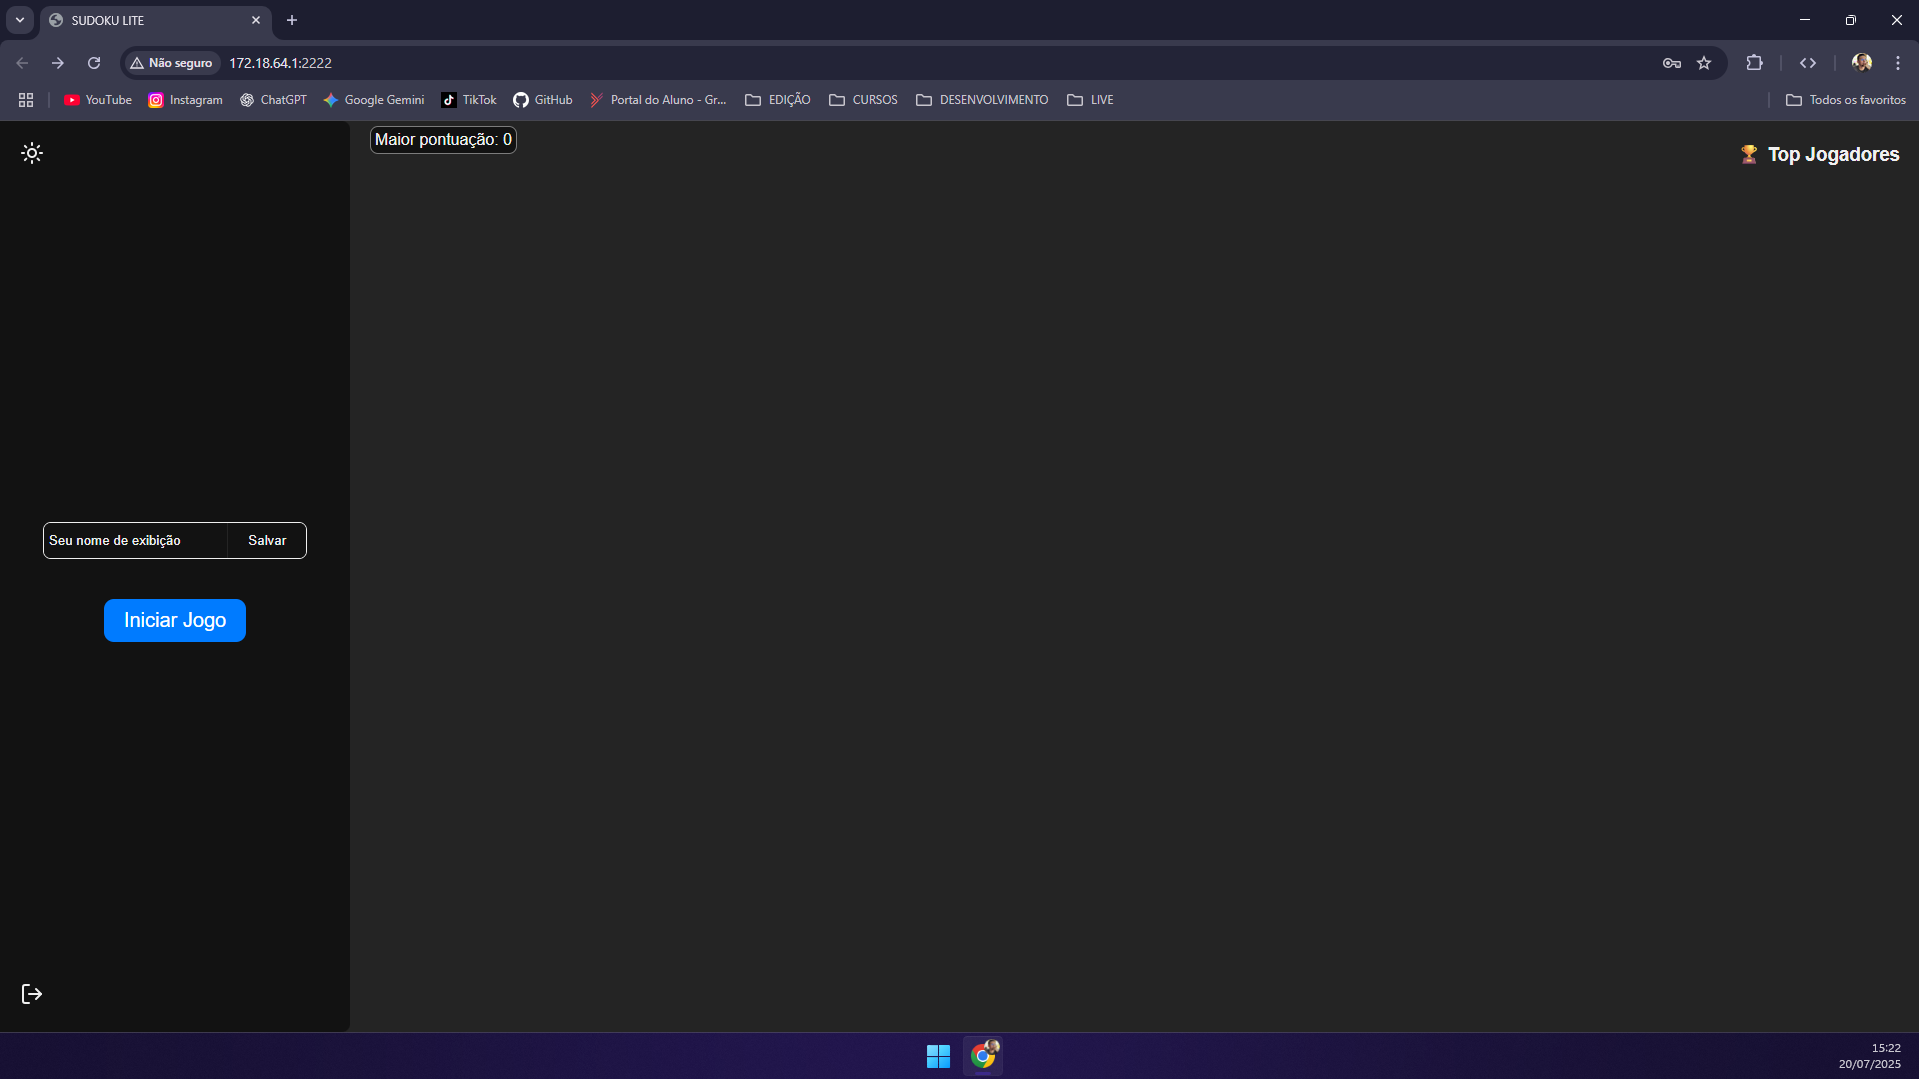 SUDOKU LITE
Não seguro
172.18.64.1:2222
YouTube
Instagram
ChatGPT
Google Gemini
TikTok
GitHub
Portal do Aluno - Gr...
EDIÇÃO
CURSOS
DESENVOLVIMENTO
LIVE
Todos os favoritos
Maior pontuação: 0
Top Jogadores
Seu nome de exibição
Salvar
Iniciar Jogo
15:22
20/07/2025